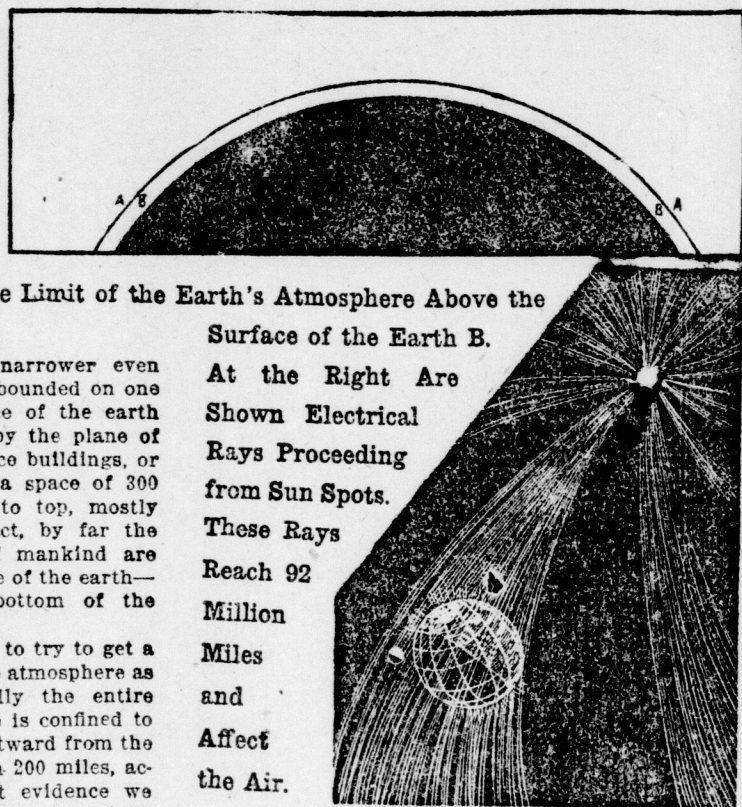 A B
B A
e Limit of the Earth's Atmosphere Above the
Surface of the Earth B.
At the Right Are
Shown Electrical
Rays Proceeding
from Sun Spots.
These Rays
Reach 92
Million
Miles
and
Affect
the Air.
narrower even
bounded on one
e of the earth
by the plane of
ce buildings, or
a space of 300
to top, mostly
ct, by far the
mankind are
e of the earth—
bottom of the
to try to get a
atmosphere as
lly the entire
is confined to
tward from the
200 miles, ac-
t evidence we